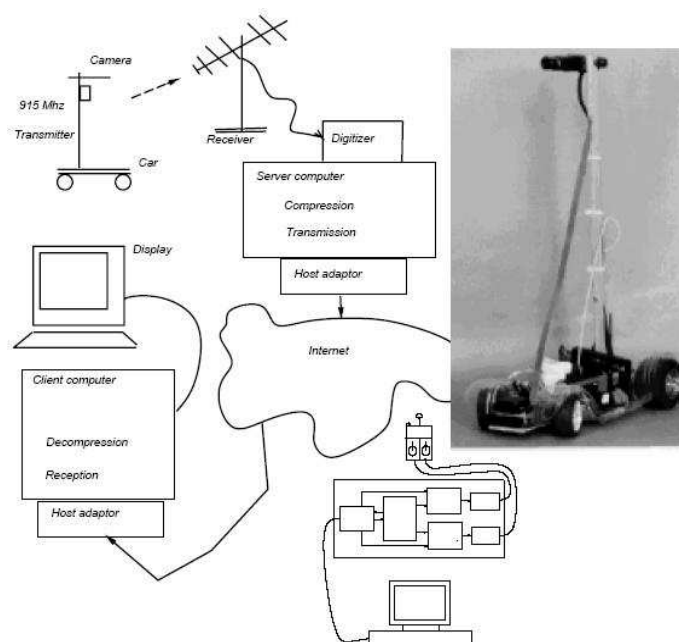 Camera
915 Mhz
Transmitter
Car
Receiver
Digitizer
Server computer
Compression
Transmission
Host adaptor
Display
Internet
Client computer
Decompression
Reception
Host adaptor